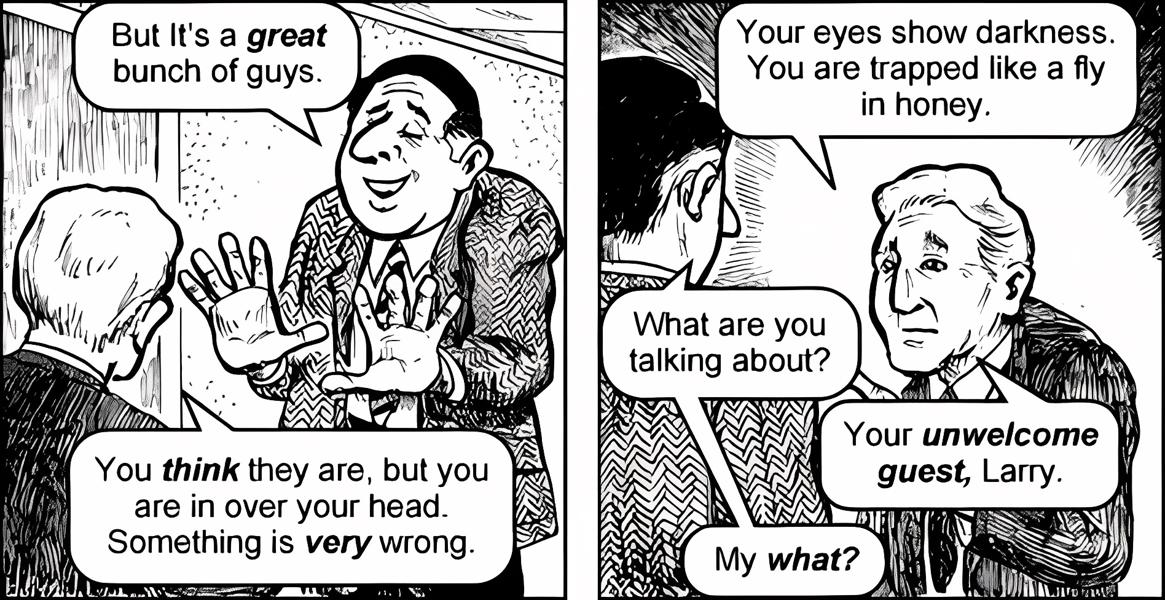 But It's a great
bunch of guys.
You think they are, but you
are in over your head.
Something is very wrong.
Your eyes show darkness.
You are trapped like a fly
in honey.
What are you
talking about?
Your unwelcome
guest, Larry.
My what?